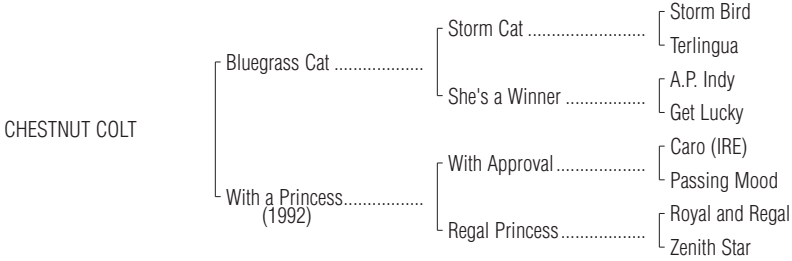 Storm Bird
Storm Cat ........................
Terlingua
Bluegrass Cat ..................
A.P. Indy
She's a Winner ................
Get Lucky
CHESTNUT COLT
Caro (IRE)
With Approval..................
Passing Mood
With a Princess................
(1992)
Royal and Regal
Regal Princess.................
Zenith Star